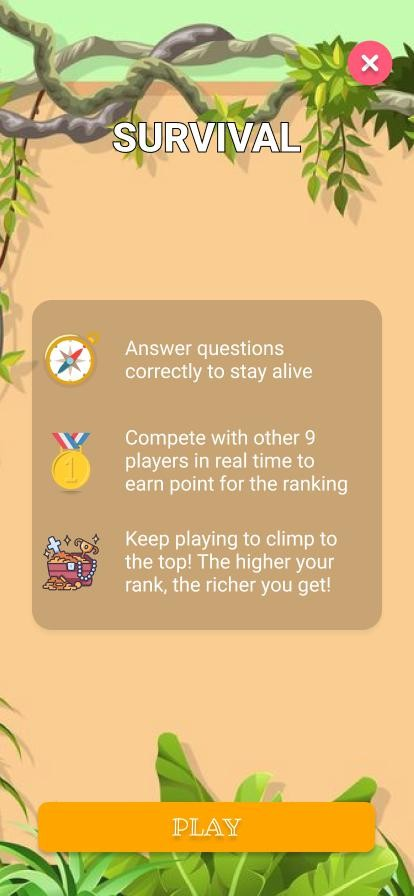 SURVIVAL
Answer questions
correctly to stay alive
Compete with other 9
players in real time to
earn point for the ranking
1
Keep playing to climp to
the top! The higher your
rank, the richer you get!
PLAY